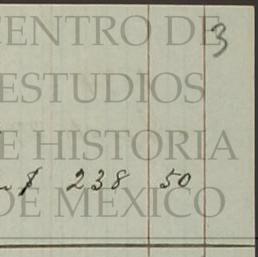 CENTRO DE
3
ESTUDIOS
DE HISTORIA
$ 238 50
DE MEXICO